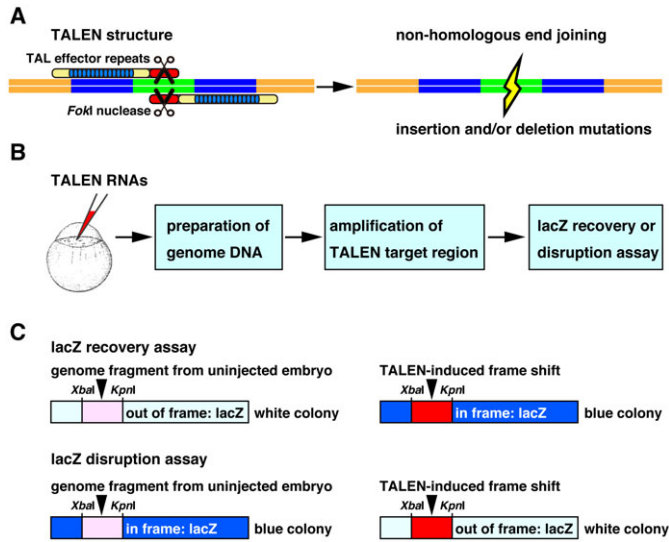 A
TALEN structure
TAL effector repeats
FokI nuclease
non-homologous end joining
insertion and/or deletion mutations
B
TALEN RNAs
preparation of
genome DNA
amplification of
TALEN target region
lacZ recovery or
disruption assay
C
lacZ recovery assay
genome fragment from uninjected embryo
XbaI KpnI
out of frame: lacZ white colony
TALEN-induced frame shift
XbaI KpnI
in frame: lacZ blue colony
lacZ disruption assay
genome fragment from uninjected embryo
XbaI KpnI
in frame: lacZ blue colony
TALEN-induced frame shift
XbaI KpnI
out of frame: lacZ white colony